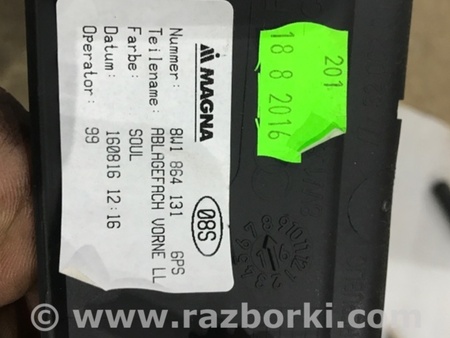 MAGNA
08S
Nummer: 8W1 864 131 6PS
Teilename: ABLAGEFACH VORNE LL
Farbe: SOUL
Datum: 160816 12:16
Operator: 99
201
18 8 2016
© www.razborki.com